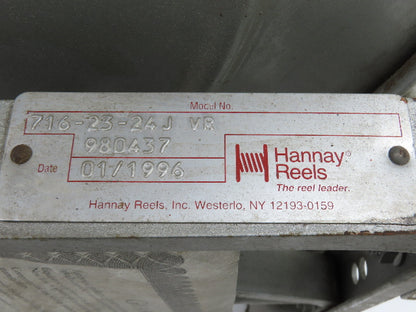 Model No.
716-23-24J VR
980437
Date 01/1996
Hannay®
Reels
The reel leader.
Hannay Reels, Inc. Westerlo, NY 12193-0159